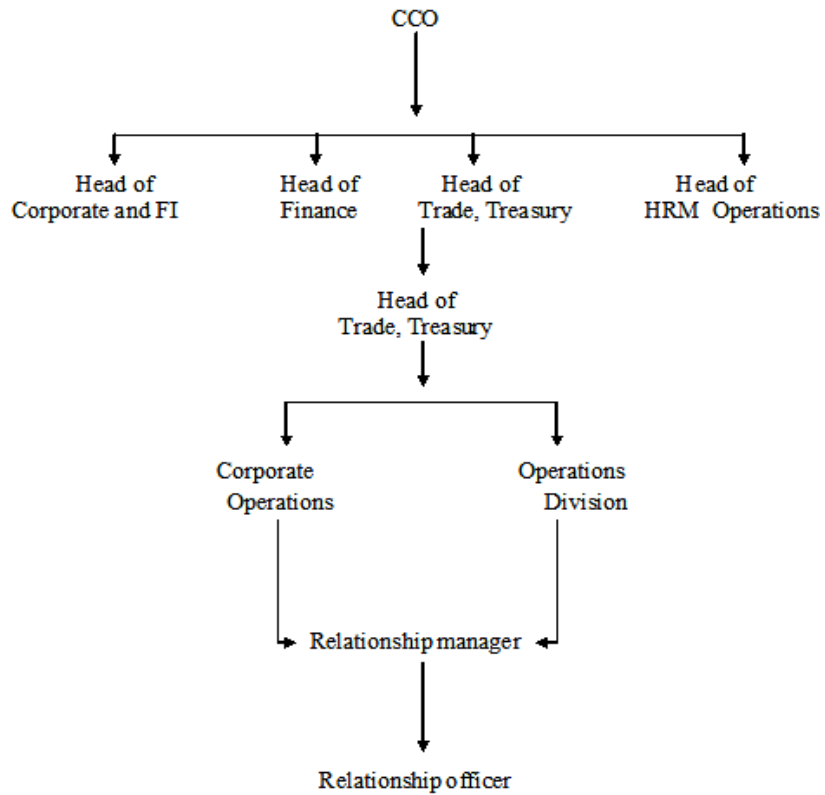 CCO
Head of
Corporate and FI
Head of
Finance
Head of
Trade, Treasury
Head of
HRM Operations
Head of
Trade, Treasury
Corporate
Operations
Operations
Division
Relationship manager
Relationship officer